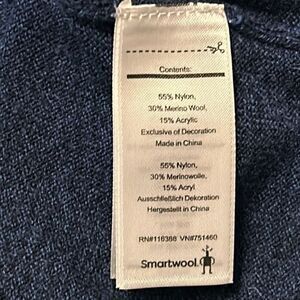 Contents:
55% Nylon,
30% Merino Wool,
15% Acrylic
Exclusive of Decoration
Made in China
55% Nylon,
30% Merinowolle,
15% Acryl
Ausschließlich Dekoration
Hergestellt in China
RN#116388 VN#751460
Smartwool